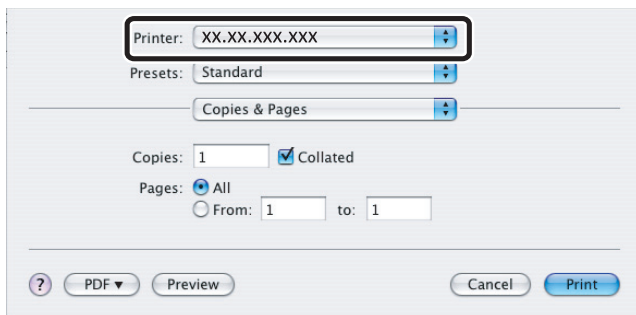 Printer: XX.XX.XXX.XXX
Presets: Standard
Copies & Pages
Copies: 1 Collated
Pages: All
From: 1 to: 1
? PDF ▼ Preview Cancel Print